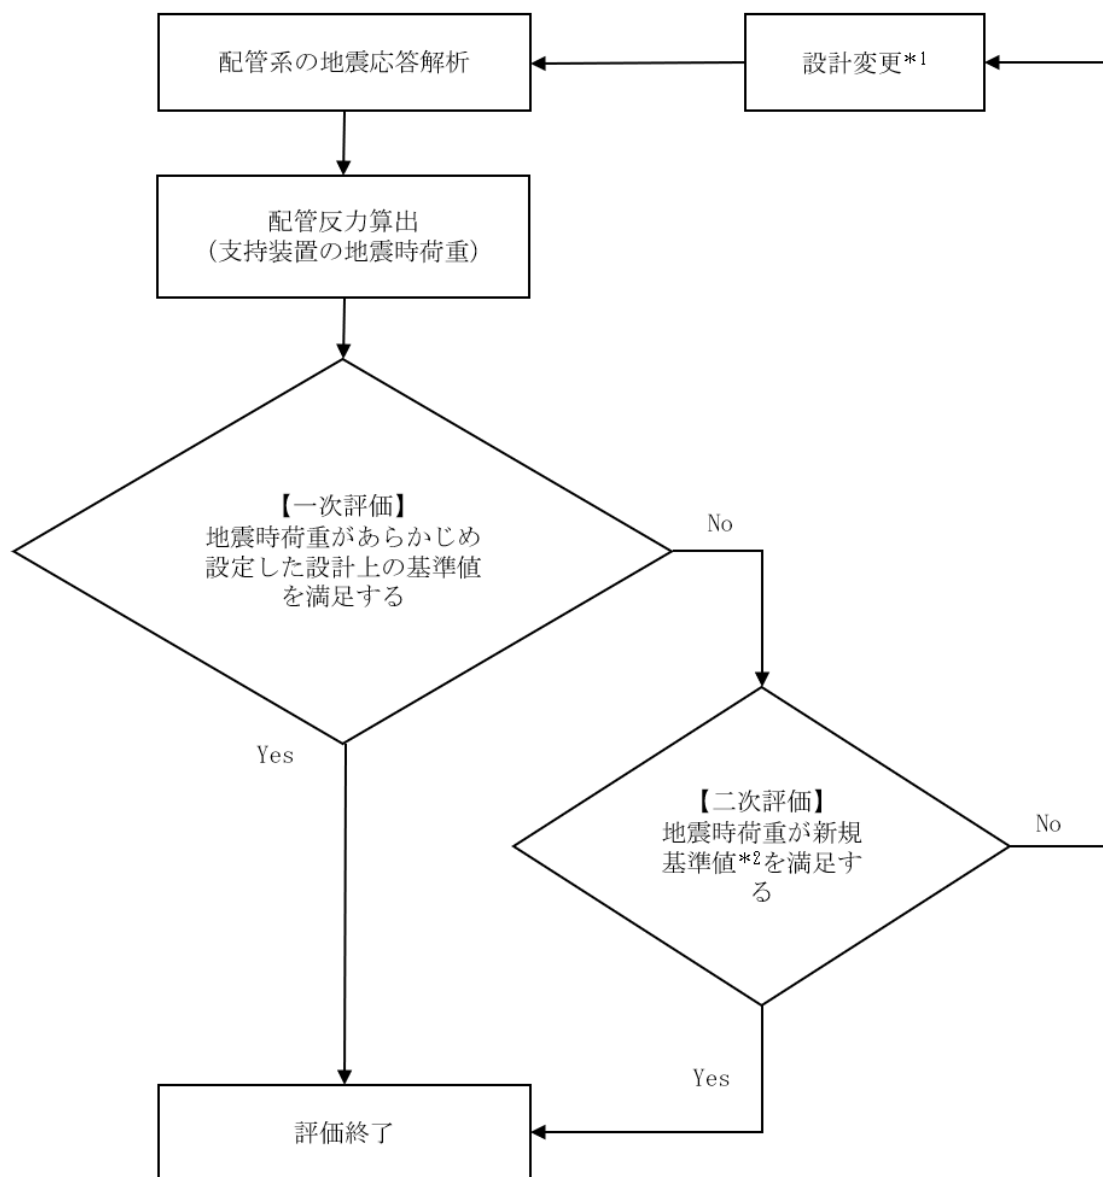 配管系の地震応答解析
設計変更*1
配管反力算出
(支持装置の地震時荷重)
【一次評価】
地震時荷重があらかじめ
設定した設計上の基準値
を満足する
No
Yes
【二次評価】
地震時荷重が新規
基準値*2を満足す
る
No
Yes
評価終了